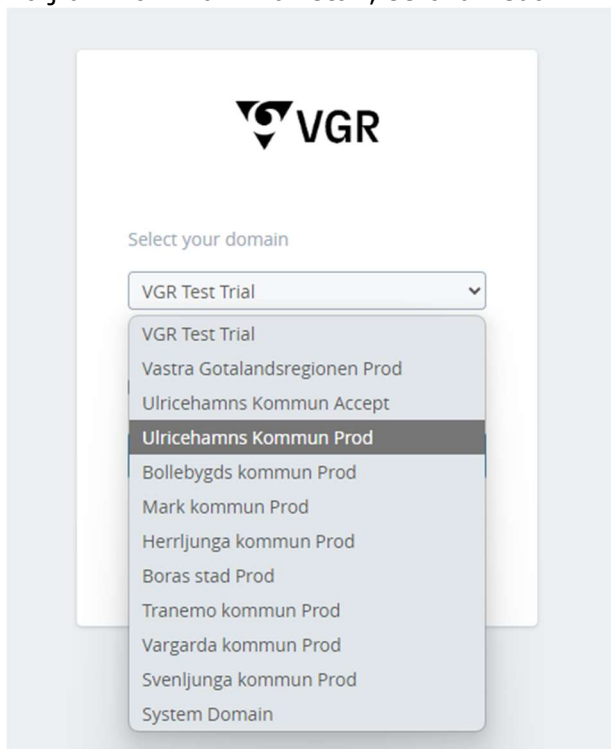 VGR
Select your domain
VGR Test Trial
VGR Test Trial
Vastra Gotalandsregionen Prod
Ulricehamns Kommun Accept
Ulricehamns Kommun Prod
Bollebygds kommun Prod
Mark kommun Prod
Herrljunga kommun Prod
Boras stad Prod
Tranemo kommun Prod
Vargarda kommun Prod
Svenljunga kommun Prod
System Domain